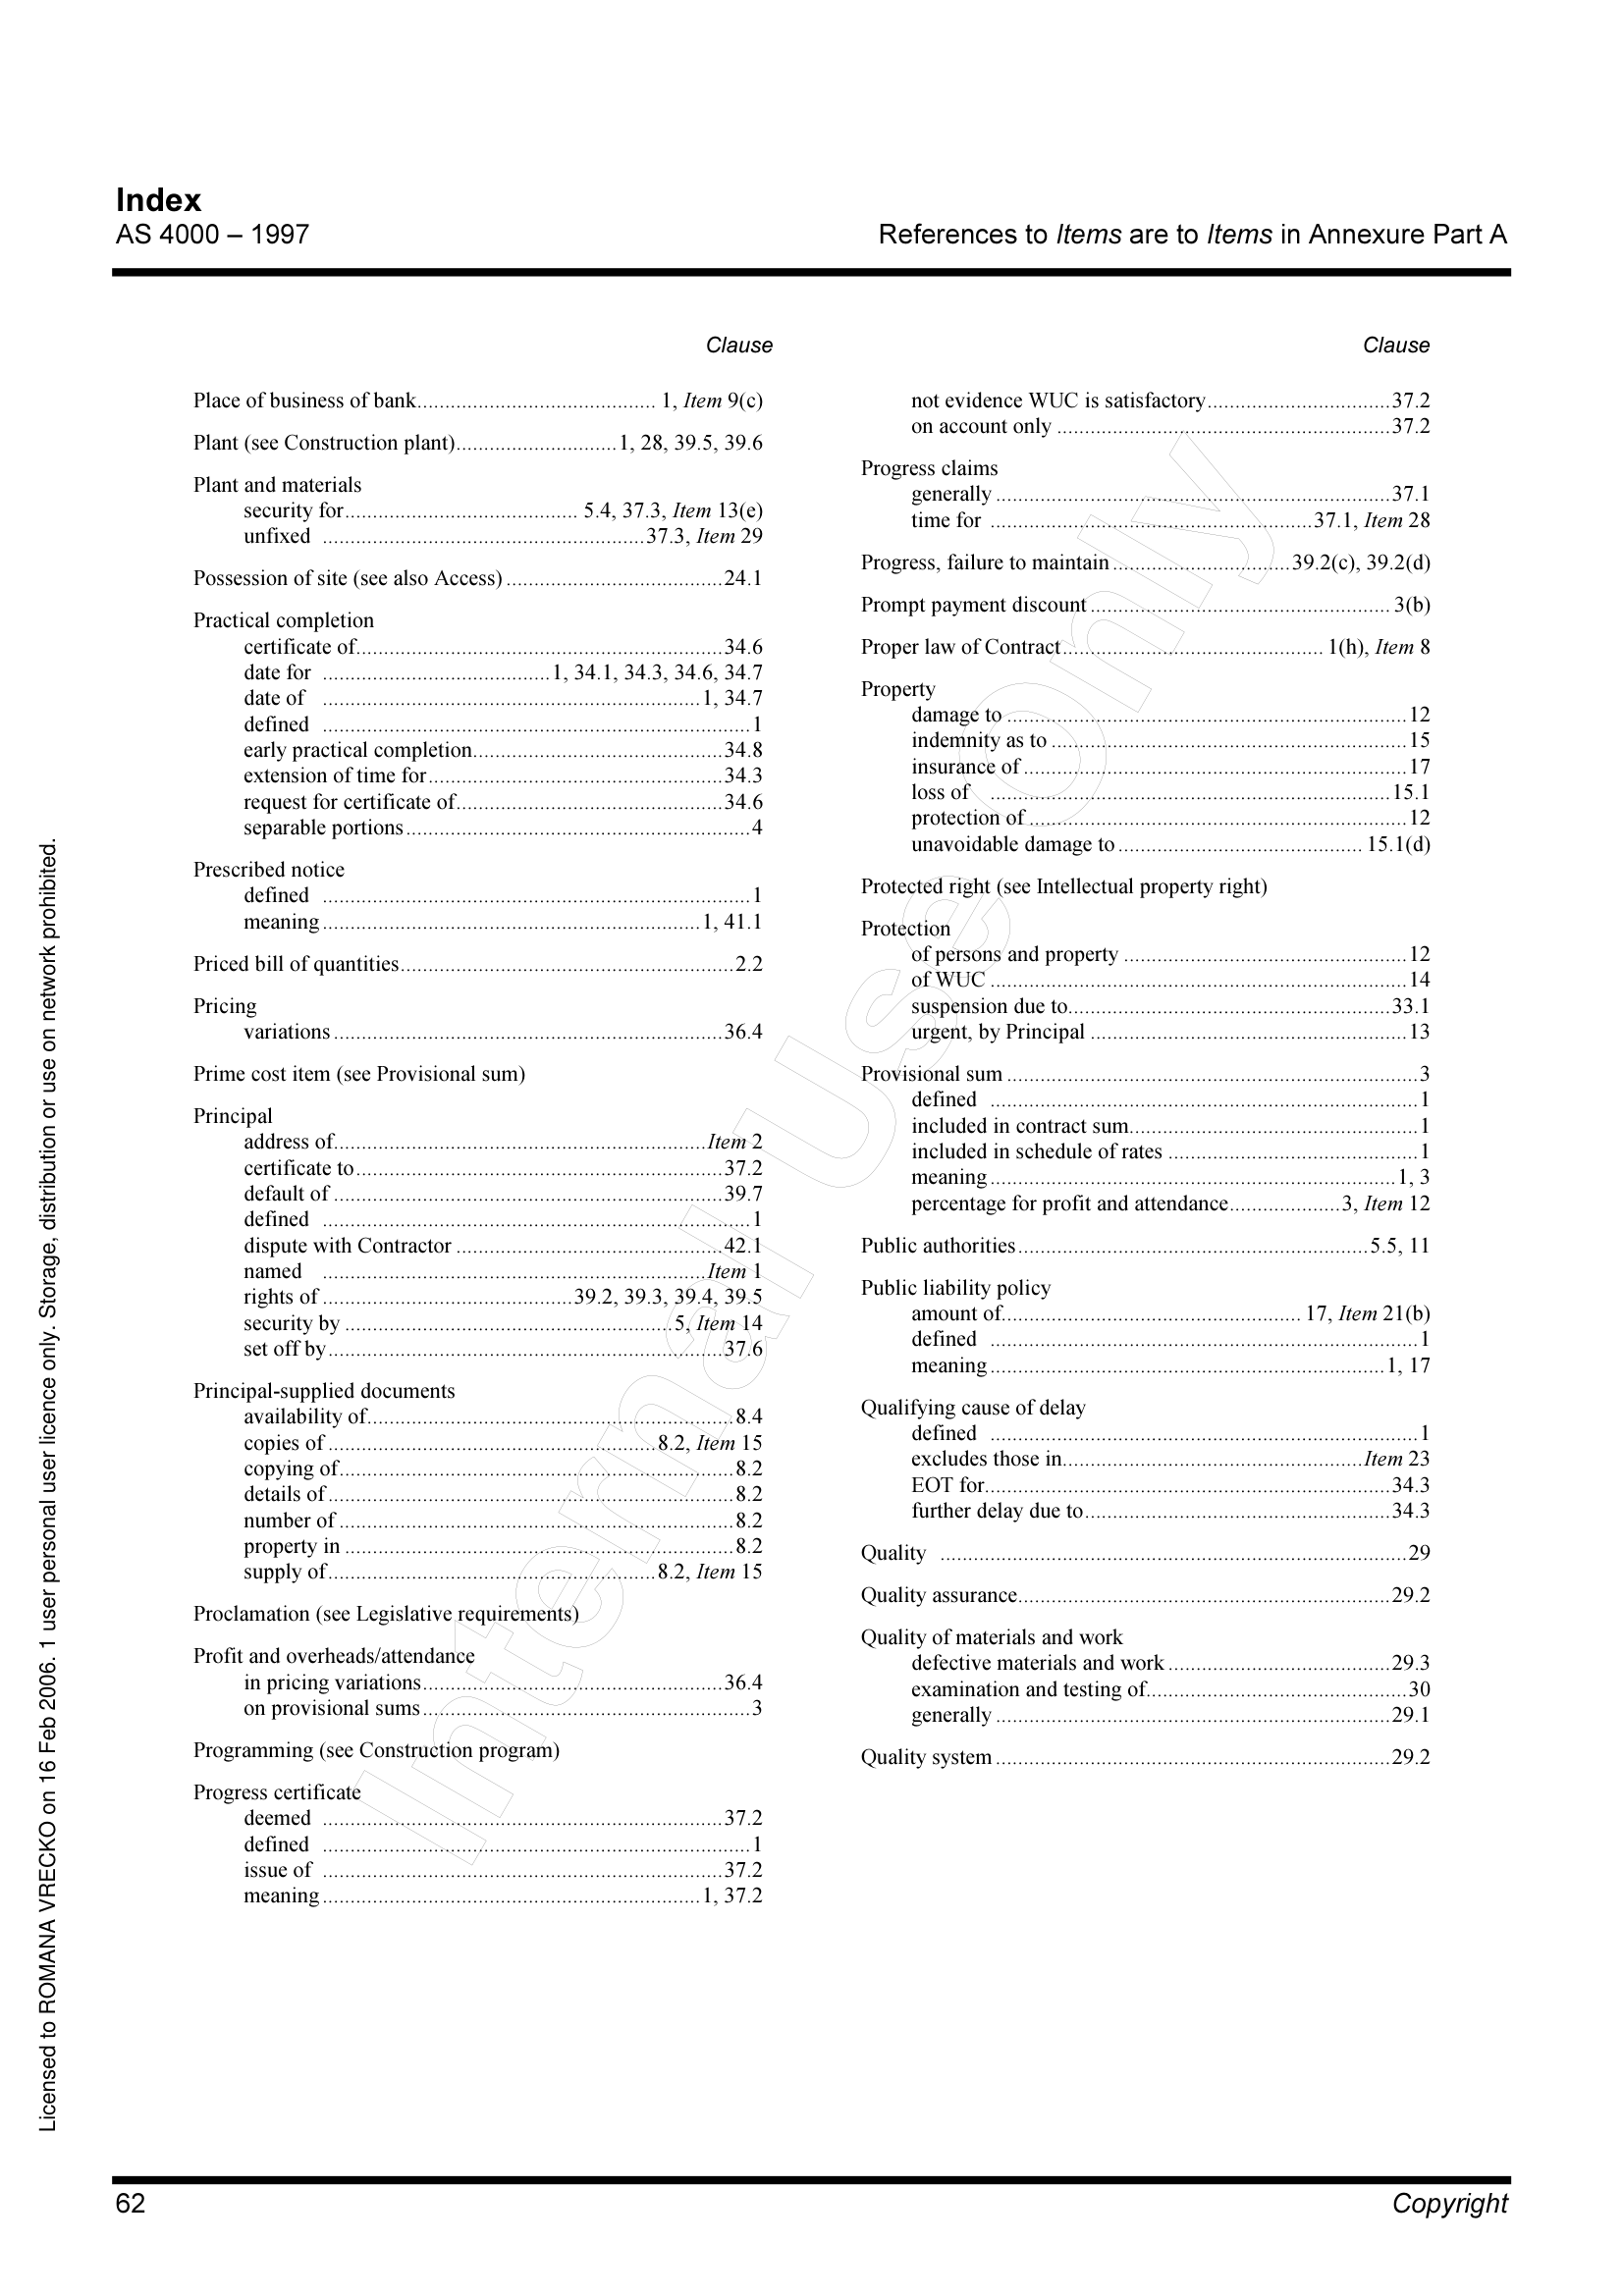 Index
AS 4000 – 1997
References to Items are to Items in Annexure Part A
Clause
Place of business of bank........................................... 1, Item 9(c)
Plant (see Construction plant).............................1, 28, 39.5, 39.6
Plant and materials
security for.......................................... 5.4, 37.3, Item 13(e)
unfixed ..........................................................37.3, Item 29
Possession of site (see also Access).......................................24.1
Practical completion
certificate of..................................................................34.6
date for .........................................1, 34.1, 34.3, 34.6, 34.7
date of ....................................................................1, 34.7
defined .............................................................................1
early practical completion.............................................34.8
extension of time for.....................................................34.3
request for certificate of................................................34.6
separable portions..............................................................4
Prescribed notice
defined .............................................................................1
meaning....................................................................1, 41.1
Priced bill of quantities............................................................2.2
Pricing
variations......................................................................36.4
Prime cost item (see Provisional sum)
Principal
address of...................................................................Item 2
certificate to..................................................................37.2
default of......................................................................39.7
defined .............................................................................1
dispute with Contractor................................................42.1
named .....................................................................Item 1
rights of.............................................39.2, 39.3, 39.4, 39.5
security by...........................................................5, Item 14
set off by.......................................................................37.6
Principal-supplied documents
availability of..................................................................8.4
copies of...........................................................8.2, Item 15
copying of.......................................................................8.2
details of.........................................................................8.2
number of.......................................................................8.2
property in......................................................................8.2
supply of...........................................................8.2, Item 15
Proclamation (see Legislative requirements)
Profit and overheads/attendance
in pricing variations......................................................36.4
on provisional sums...........................................................3
Programming (see Construction program)
Progress certificate
deemed ........................................................................37.2
defined .............................................................................1
issue of ........................................................................37.2
meaning....................................................................1, 37.2
Clause
not evidence WUC is satisfactory.................................37.2
on account only............................................................37.2
Progress claims
generally.......................................................................37.1
time for ..........................................................37.1, Item 28
Progress, failure to maintain................................39.2(c), 39.2(d)
Prompt payment discount...................................................... 3(b)
Proper law of Contract............................................... 1(h), Item 8
Property
damage to........................................................................12
indemnity as to................................................................15
insurance of.....................................................................17
loss of ........................................................................15.1
protection of....................................................................12
unavoidable damage to............................................ 15.1(d)
Protected right (see Intellectual property right)
Protection
of persons and property...................................................12
of WUC...........................................................................14
suspension due to..........................................................33.1
urgent, by Principal.........................................................13
Provisional sum..........................................................................3
defined .............................................................................1
included in contract sum....................................................1
included in schedule of rates.............................................1
meaning.........................................................................1, 3
percentage for profit and attendance....................3, Item 12
Public authorities...............................................................5.5, 11
Public liability policy
amount of...................................................... 17, Item 21(b)
defined .............................................................................1
meaning.......................................................................1, 17
Qualifying cause of delay
defined .............................................................................1
excludes those in......................................................Item 23
EOT for.........................................................................34.3
further delay due to.......................................................34.3
Quality ....................................................................................29
Quality assurance...................................................................29.2
Quality of materials and work
defective materials and work........................................29.3
examination and testing of...............................................30
generally.......................................................................29.1
Quality system.......................................................................29.2
Internal Use Only
Licensed to ROMANA VRECKO on 16 Feb 2006. 1 user personal user licence only. Storage, distribution or use on network prohibited.
62
Copyright